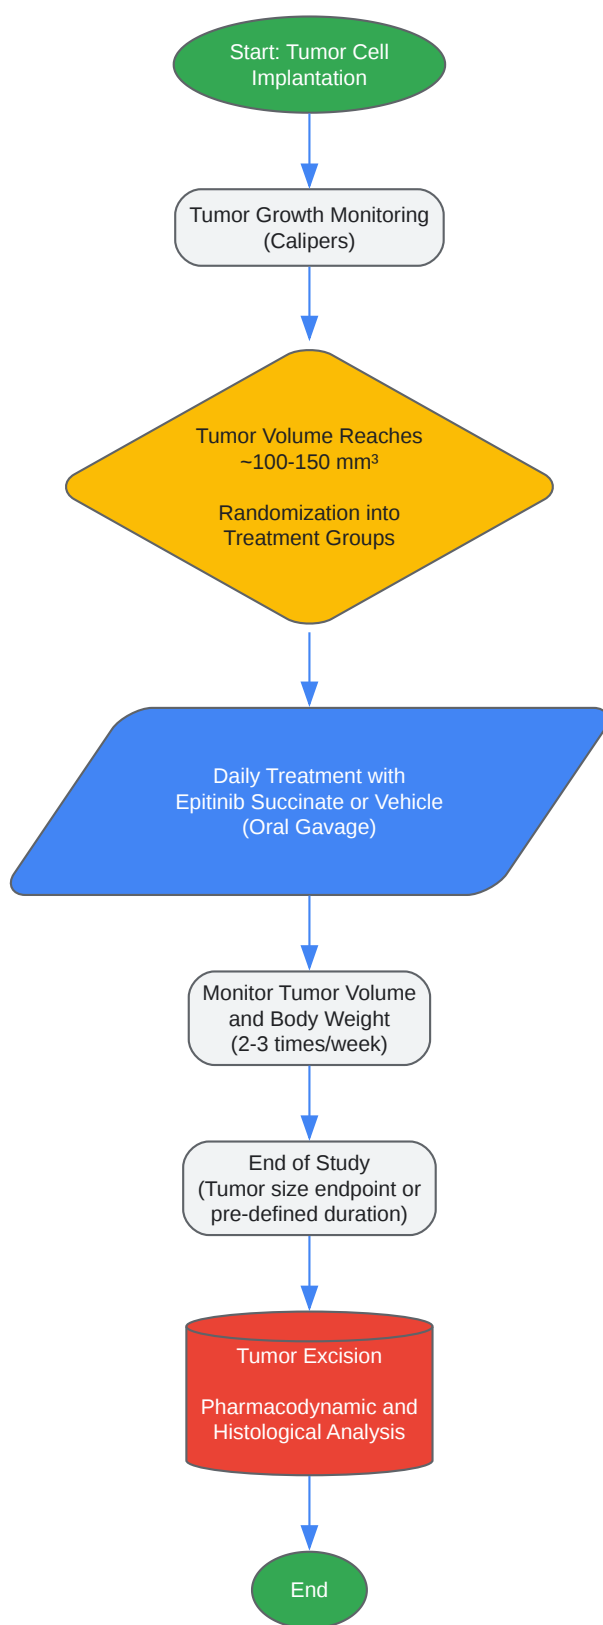 Start: Tumor Cell
Implantation
Tumor Growth Monitoring
(Calipers)
Tumor Volume Reaches
~100-150 mm³
Randomization into
Treatment Groups
Daily Treatment with
Epitinib Succinate or Vehicle
(Oral Gavage)
Monitor Tumor Volume
and Body Weight
(2-3 times/week)
End of Study
(Tumor size endpoint or
pre-defined duration)
Tumor Excision
Pharmacodynamic and
Histological Analysis
End